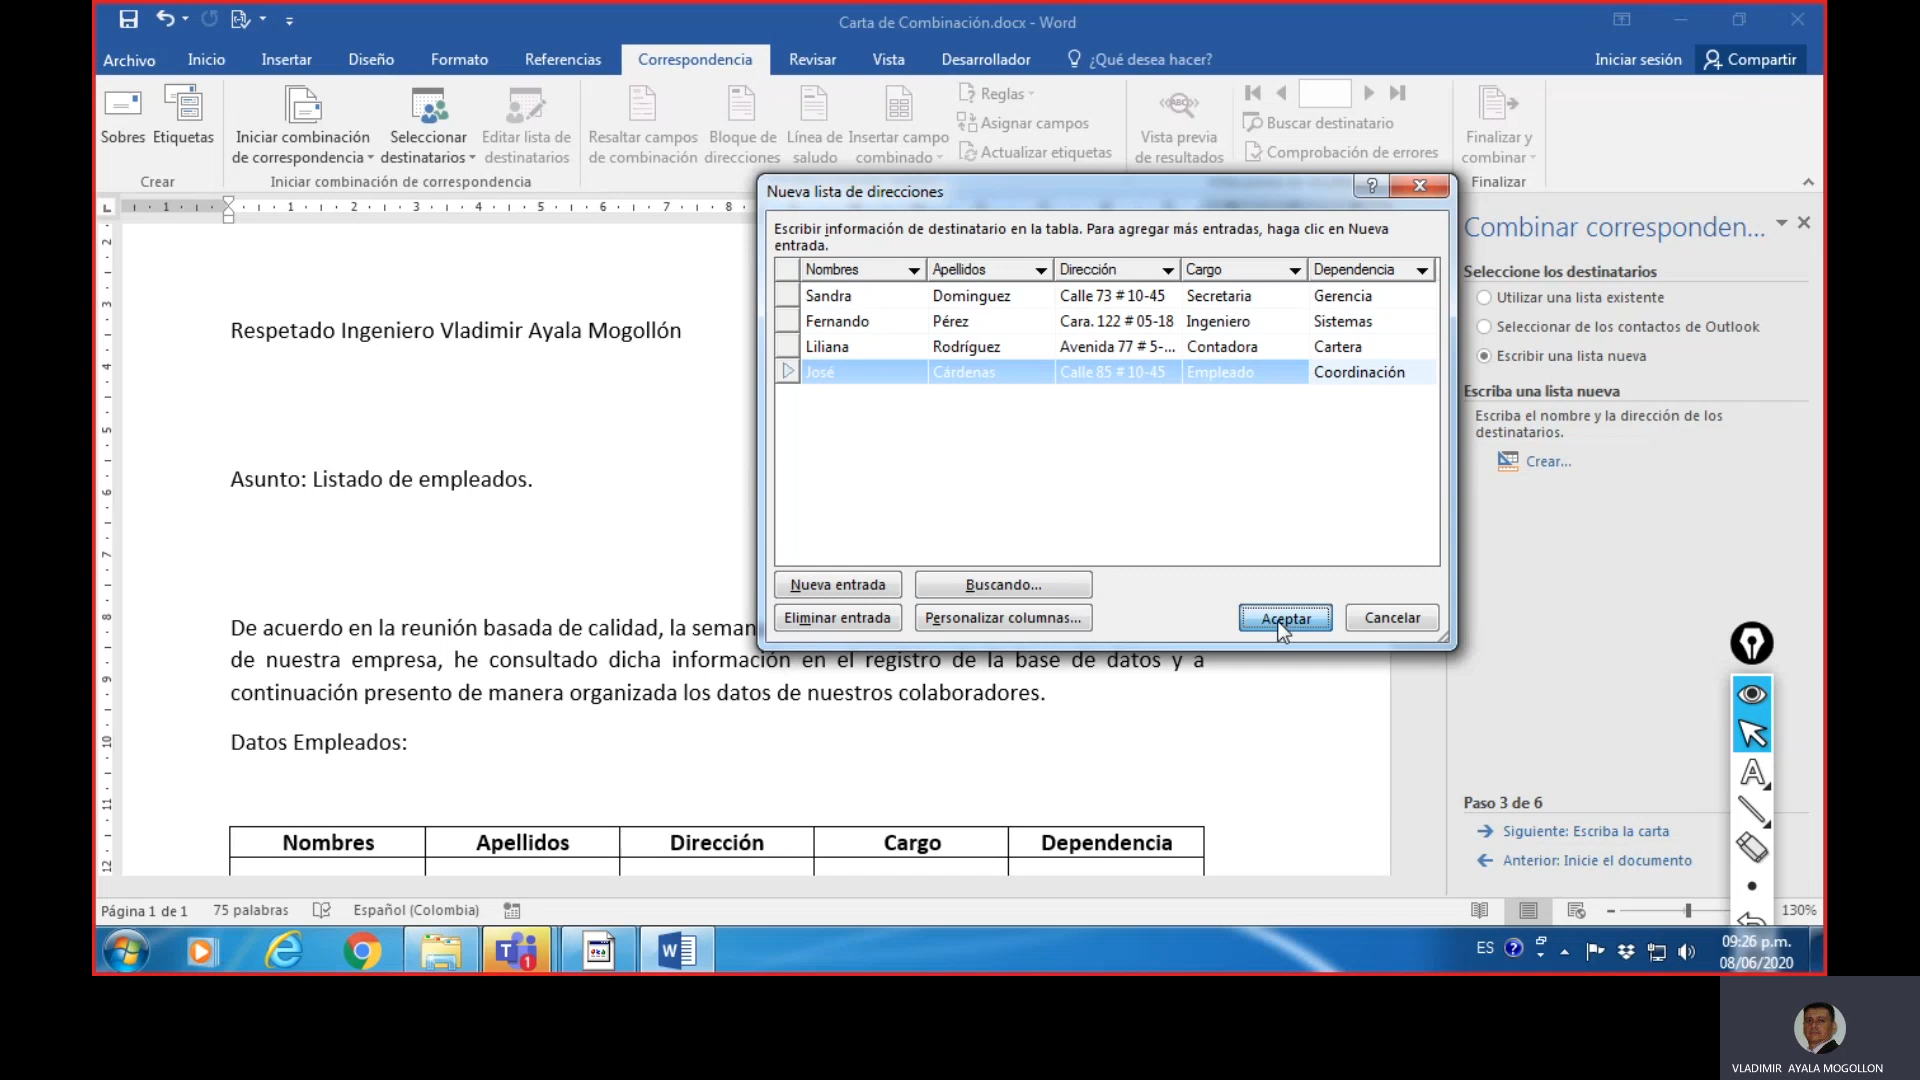 Carta de Combinación.docx - Word
Archivo Inicio Insertar Diseño Formato Referencias Correspondencia Revisar Vista Desarrollador ¿Qué desea hacer? Iniciar sesión Compartir
Sobres Etiquetas
Crear
Iniciar combinación de correspondencia
Seleccionar destinatarios
Editar lista de destinatarios
Iniciar combinación de correspondencia
Resaltar campos de combinación
Bloque de direcciones
Línea de saludo
Insertar campo combinado
Reglas
Asignar campos
Actualizar etiquetas
Vista previa de resultados
Buscar destinatario
Comprobación de errores
Finalizar y combinar
Finalizar
Nueva lista de direcciones
Escribir información de destinatario en la tabla. Para agregar más entradas, haga clic en Nueva
entrada.
Nombres Apellidos Dirección Cargo Dependencia
Sandra Dominguez Calle 73 # 10-45 Secretaria Gerencia
Fernando Pérez Cara. 122 # 05-18 Ingeniero Sistemas
Liliana Rodríguez Avenida 77 # 5-... Contadora Cartera
José Cárdenas Calle 85 # 10-45 Empleado Coordinación
Nueva entrada Buscando...
Eliminar entrada Personalizar columnas... Aceptar Cancelar
Respetado Ingeniero Vladimir Ayala Mogollón
Asunto: Listado de empleados.
De acuerdo en la reunión basada de calidad, la seman
de nuestra empresa, he consultado dicha información en el registro de la base de datos y a
continuación presento de manera organizada los datos de nuestros colaboradores.
Datos Empleados:
Nombres Apellidos Dirección Cargo Dependencia
Combinar corresponden...
Seleccione los destinatarios
Utilizar una lista existente
Seleccionar de los contactos de Outlook
Escribir una lista nueva
Escriba una lista nueva
Escriba el nombre y la dirección de los
destinatarios.
Crear...
Paso 3 de 6
Siguiente: Escriba la carta
Anterior: Inicie el documento
Página 1 de 1 75 palabras Español (Colombia) 130%
ES 09:26 p.m.
08/06/2020
VLADIMIR AYALA MOGOLLON